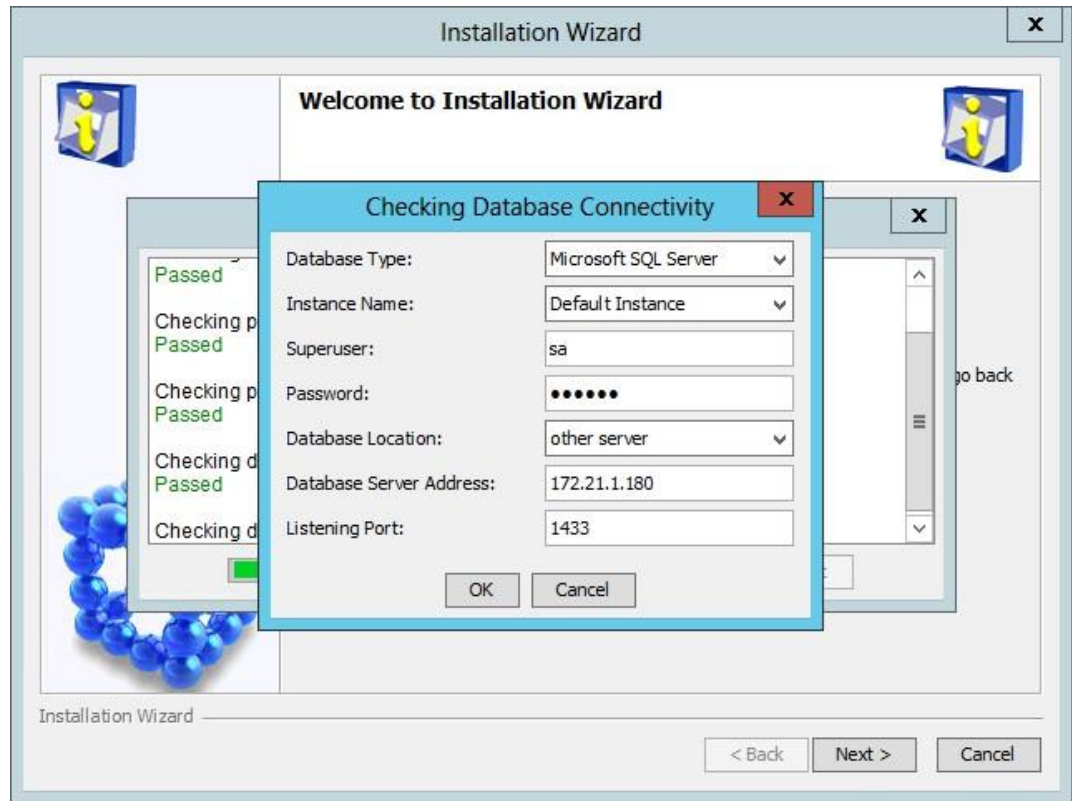 Installation Wizard
x
Welcome to Installation Wizard
Checking Database Connectivity
x
x
Database Type: Microsoft SQL Server
Instance Name: Default Instance
Superuser: sa
Password: ••••••
Database Location: other server
Database Server Address: 172.21.1.180
Listening Port: 1433
OK Cancel
Passed
Checking p
Passed
Checking p
Passed
Checking d
Passed
Checking d
go back
Installation Wizard
< Back Next > Cancel